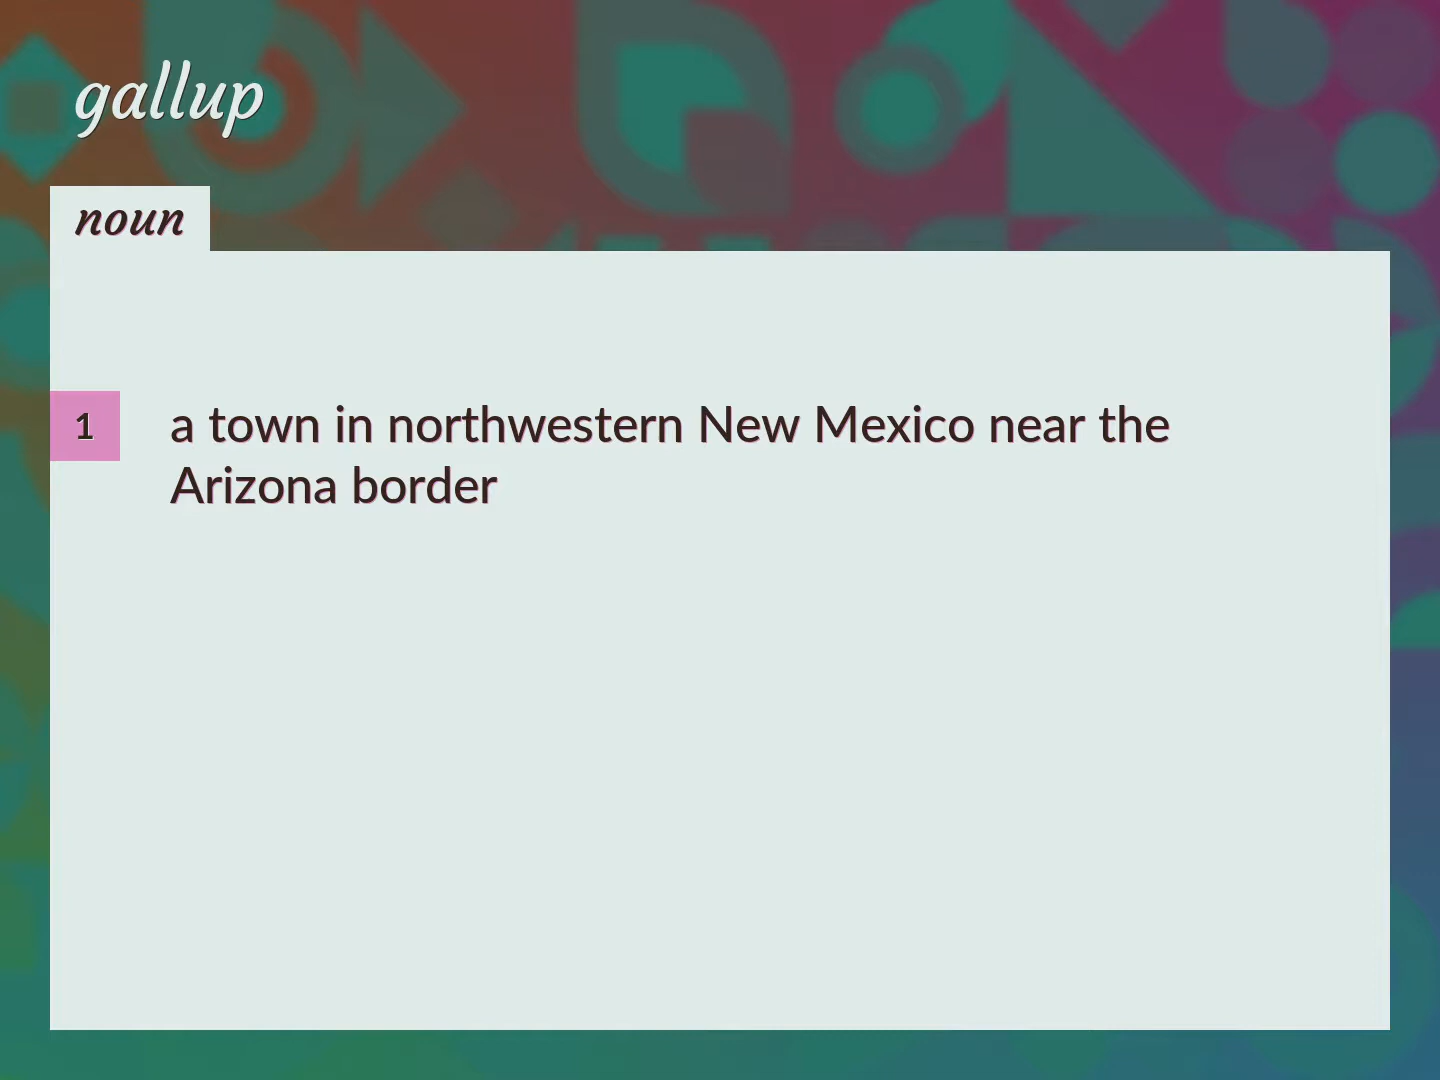 gallup
noun
1
a town in northwestern New Mexico near the
Arizona border